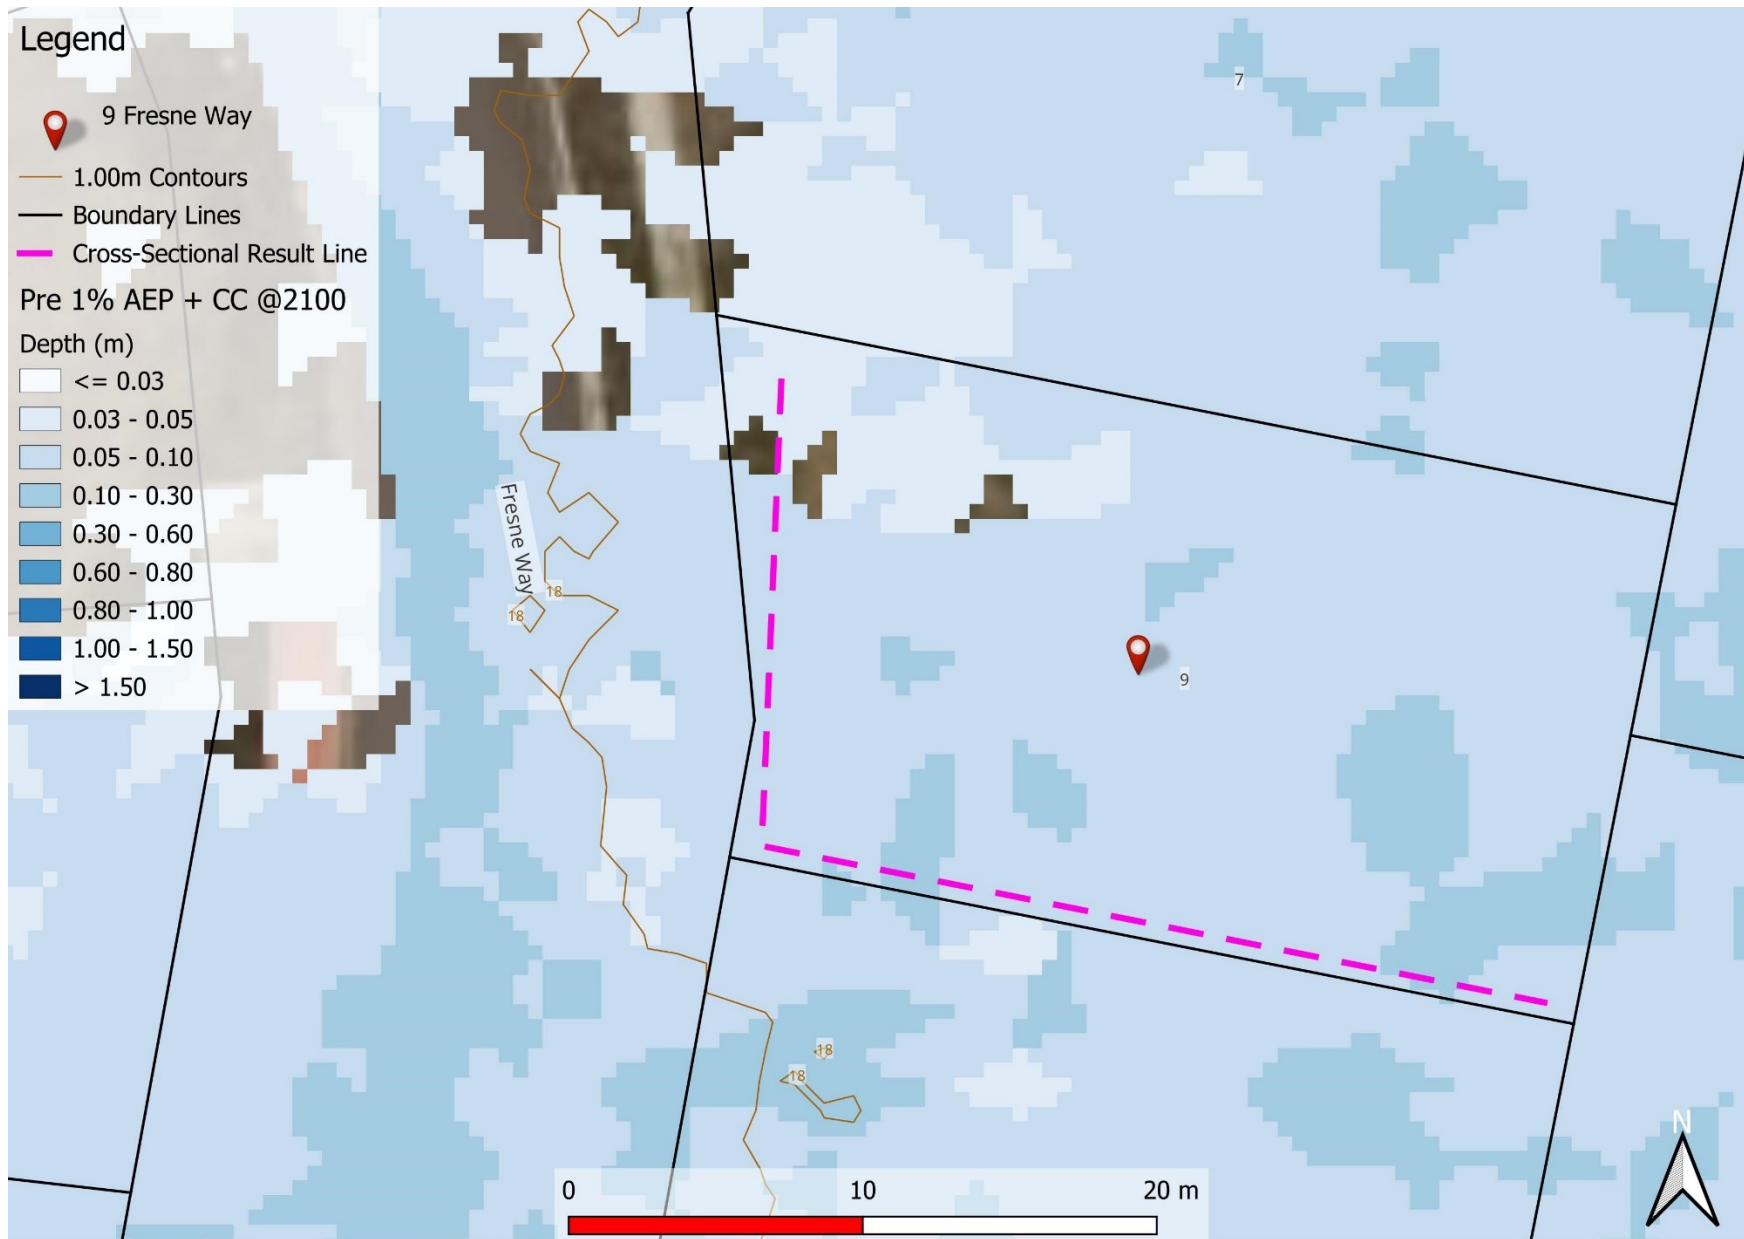 Legend
9 Fresne Way
1.00m Contours
Boundary Lines
Cross-Sectional Result Line
Pre 1% AEP + CC @2100
Depth (m)
<= 0.03
0.03 - 0.05
0.05 - 0.10
0.10 - 0.30
0.30 - 0.60
0.60 - 0.80
0.80 - 1.00
1.00 - 1.50
> 1.50
7
Fresne Way
18
18
9
18
18
N
0 10 20 m